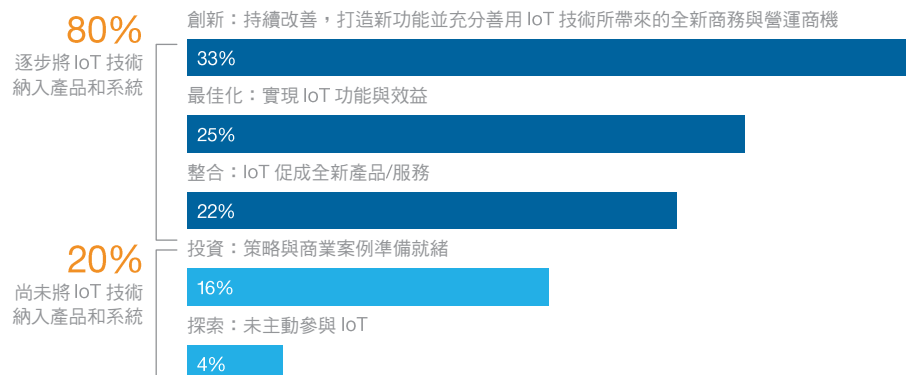 80%
逐步將 IoT 技術
納入產品和系統
創新：持續改善，打造新功能並充分善用 IoT 技術所帶來的全新商務與營運商機
33%
最佳化：實現 IoT 功能與效益
25%
整合：IoT 促成全新產品/服務
22%
20%
尚未將 IoT 技術
納入產品和系統
投資：策略與商業案例準備就緒
16%
探索：未主動參與 IoT
4%